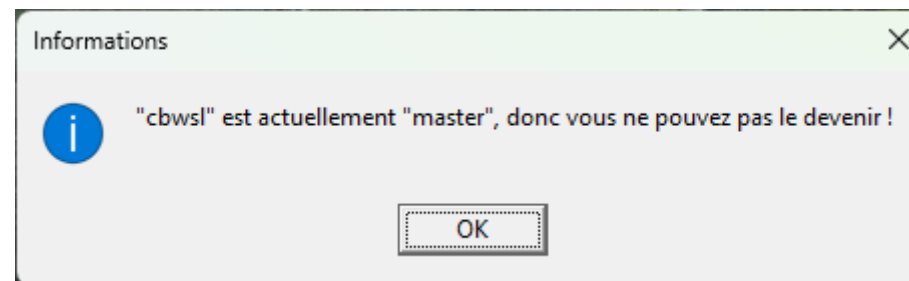 Informations
"cbwsl" est actuellement "master", donc vous ne pouvez pas le devenir !
OK